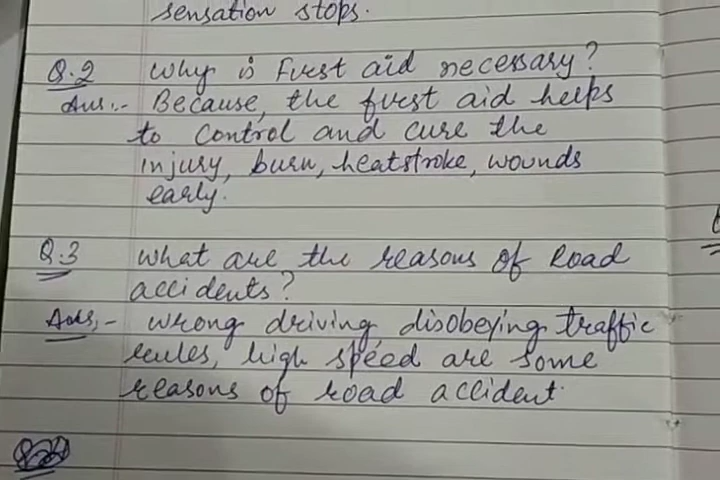 sensation stops.
Q.2 Why is First aid necessary?
Ans:- Because, the first aid helps
to control and cure the
injury, burn, heatstroke, wounds
early.
Q.3 What are the reasons of Road
accidents?
Ans,- wrong driving, disobeying traffic
rules, high speed are some
reasons of road accident.